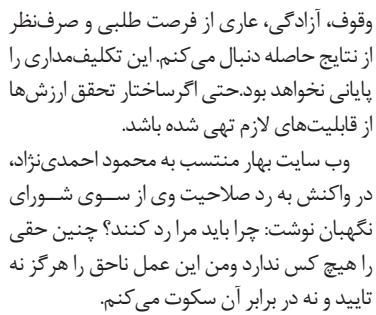 وقوف، آزادگی، عاری از فرصت طلبی و صرف‌نظر
از نتایج حاصله دنبال می‌کنم. این تکلیف‌مداری را
پایانی نخواهد بود.حتی اگرساختار تحقق ارزش‌ها
از قابلیت‌های لازم تهی شده باشد.
وب سایت بهار منتسب به محمود احمدی‌نژاد،
در واکنش به رد صلاحیت وی از ســوی شــورای
نگهبان نوشت: چرا باید مرا رد کنند؟ چنین حقی
را هیچ کس ندارد ومن این عمل ناحق را هرگز نه
تایید و نه در برابر آن سکوت می‌کنم.